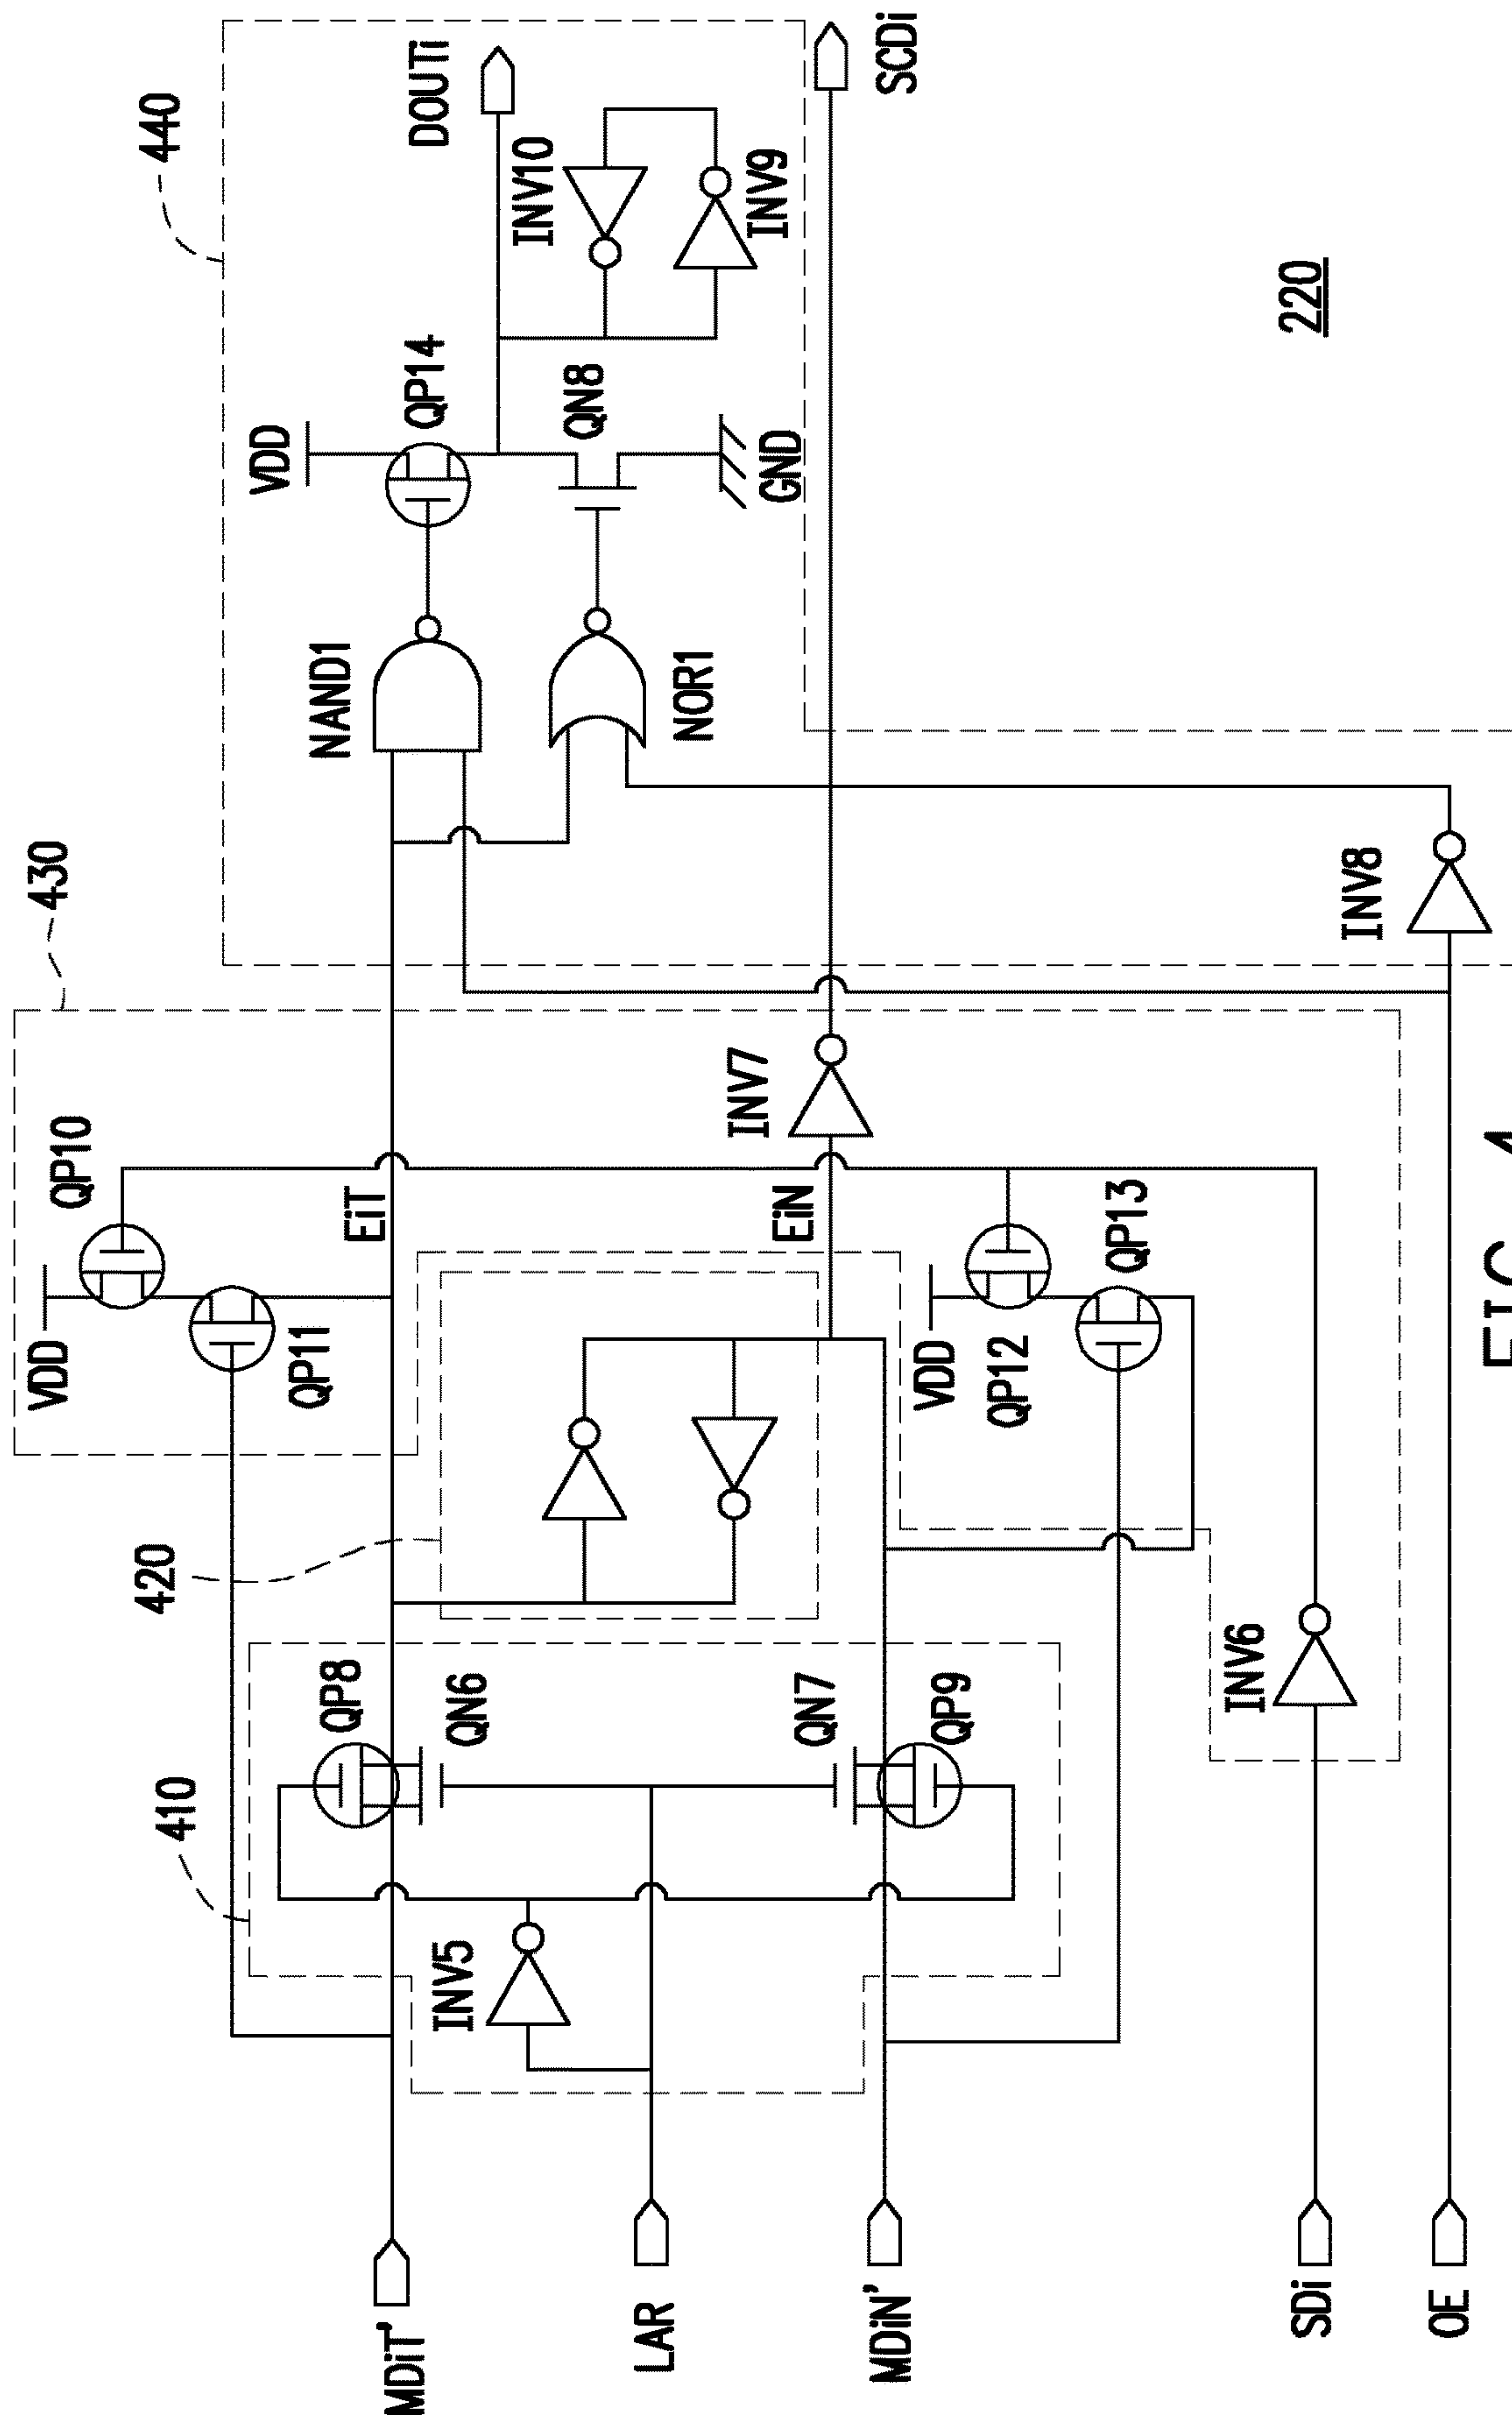 440
DOUTi
INV10
INV9
SCDi
VDD
QP14
QN8
GND
NAND1
NOR1
220
430
INV8
QP10
EiT
INV7
EiN
VDD
QP11
VDD
QP12
QP13
420
410
QP8
QN6
QN7
QP9
INV6
INV5
MDiT'
LAR
MDiN'
SDi
OE